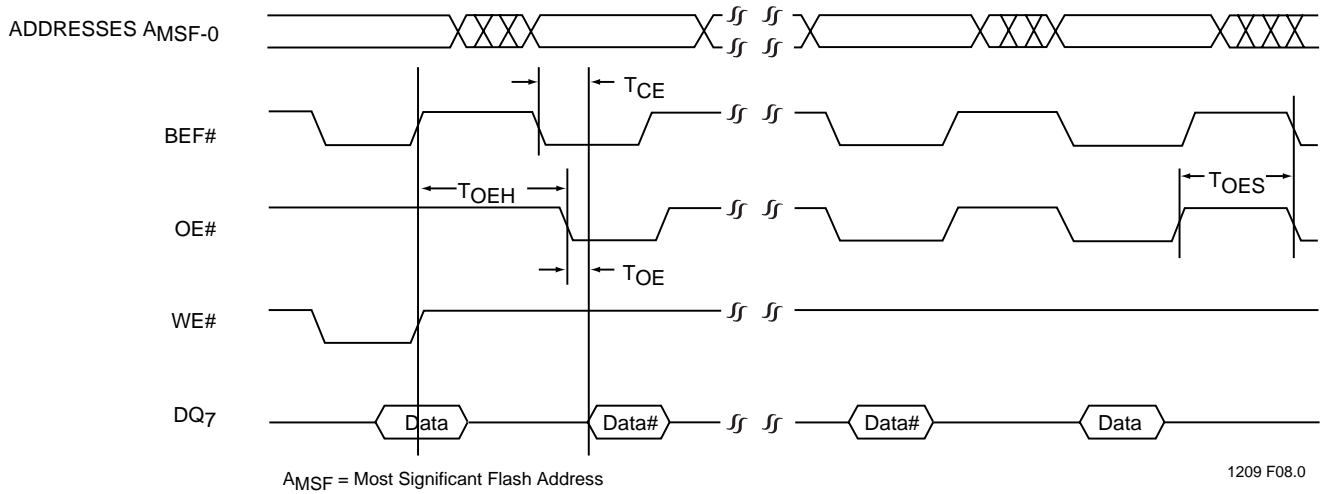 ADDRESSES AMSF-0
TCE
BEF#
TOEH
TOES
OE#
TOE
WE#
DQ7
Data
Data#
Data#
Data
AMSF = Most Significant Flash Address
1209 F08.0